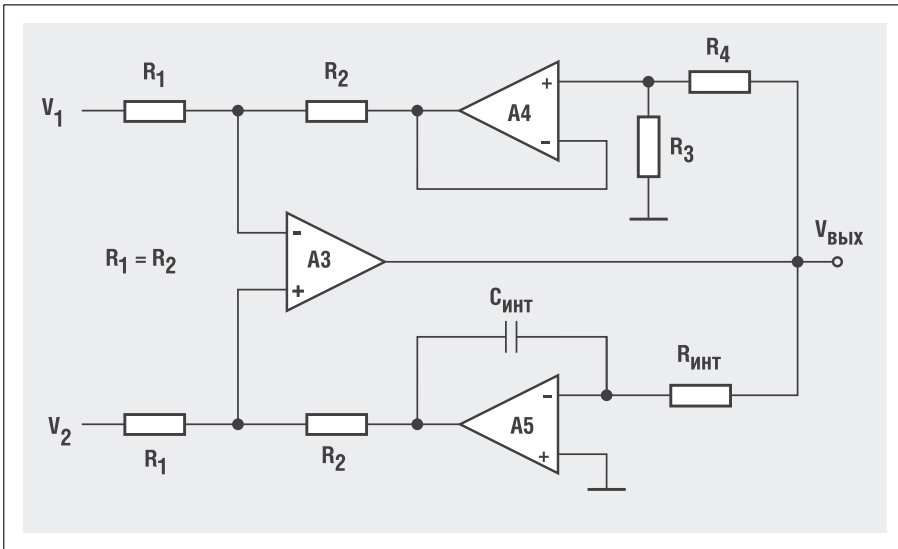 R4
R1
R2
V1
+
A4
-
R3
Vвых
-
R1 = R2
A3
+
Cинт
Rинт
-
V2
A5
+
R1
R2